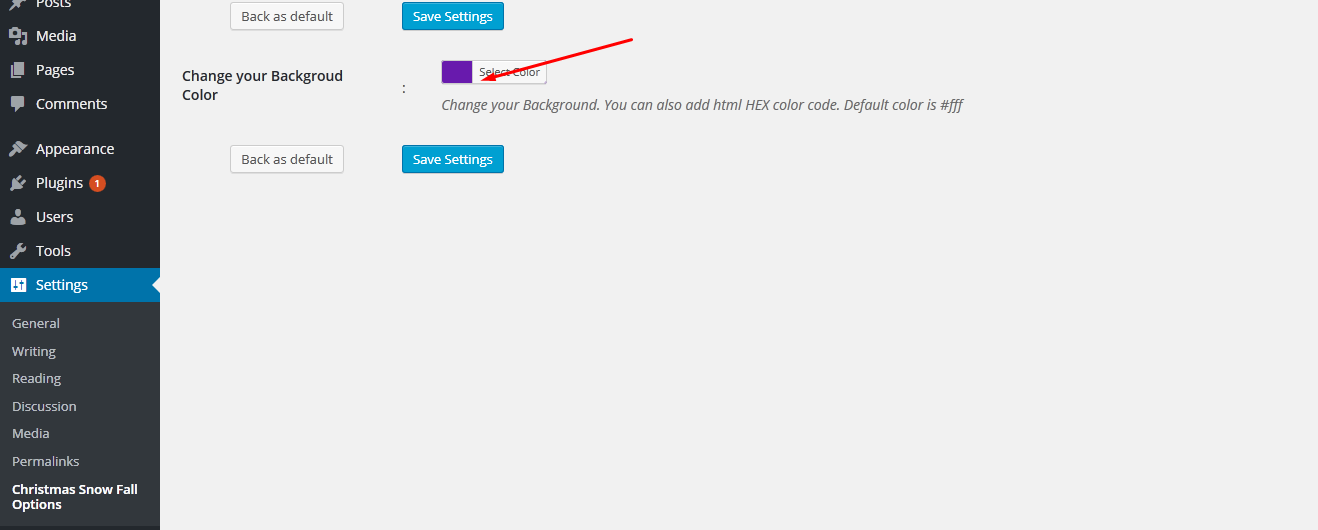 Posts
Media
Pages
Comments
Appearance
Plugins 1
Users
Tools
Settings
General
Writing
Reading
Discussion
Media
Permalinks
Christmas Snow Fall
Options
Back as default
Save Settings
Change your Backgroud
Color
:
Select Color
Change your Background. You can also add html HEX color code. Default color is #fff
Back as default
Save Settings